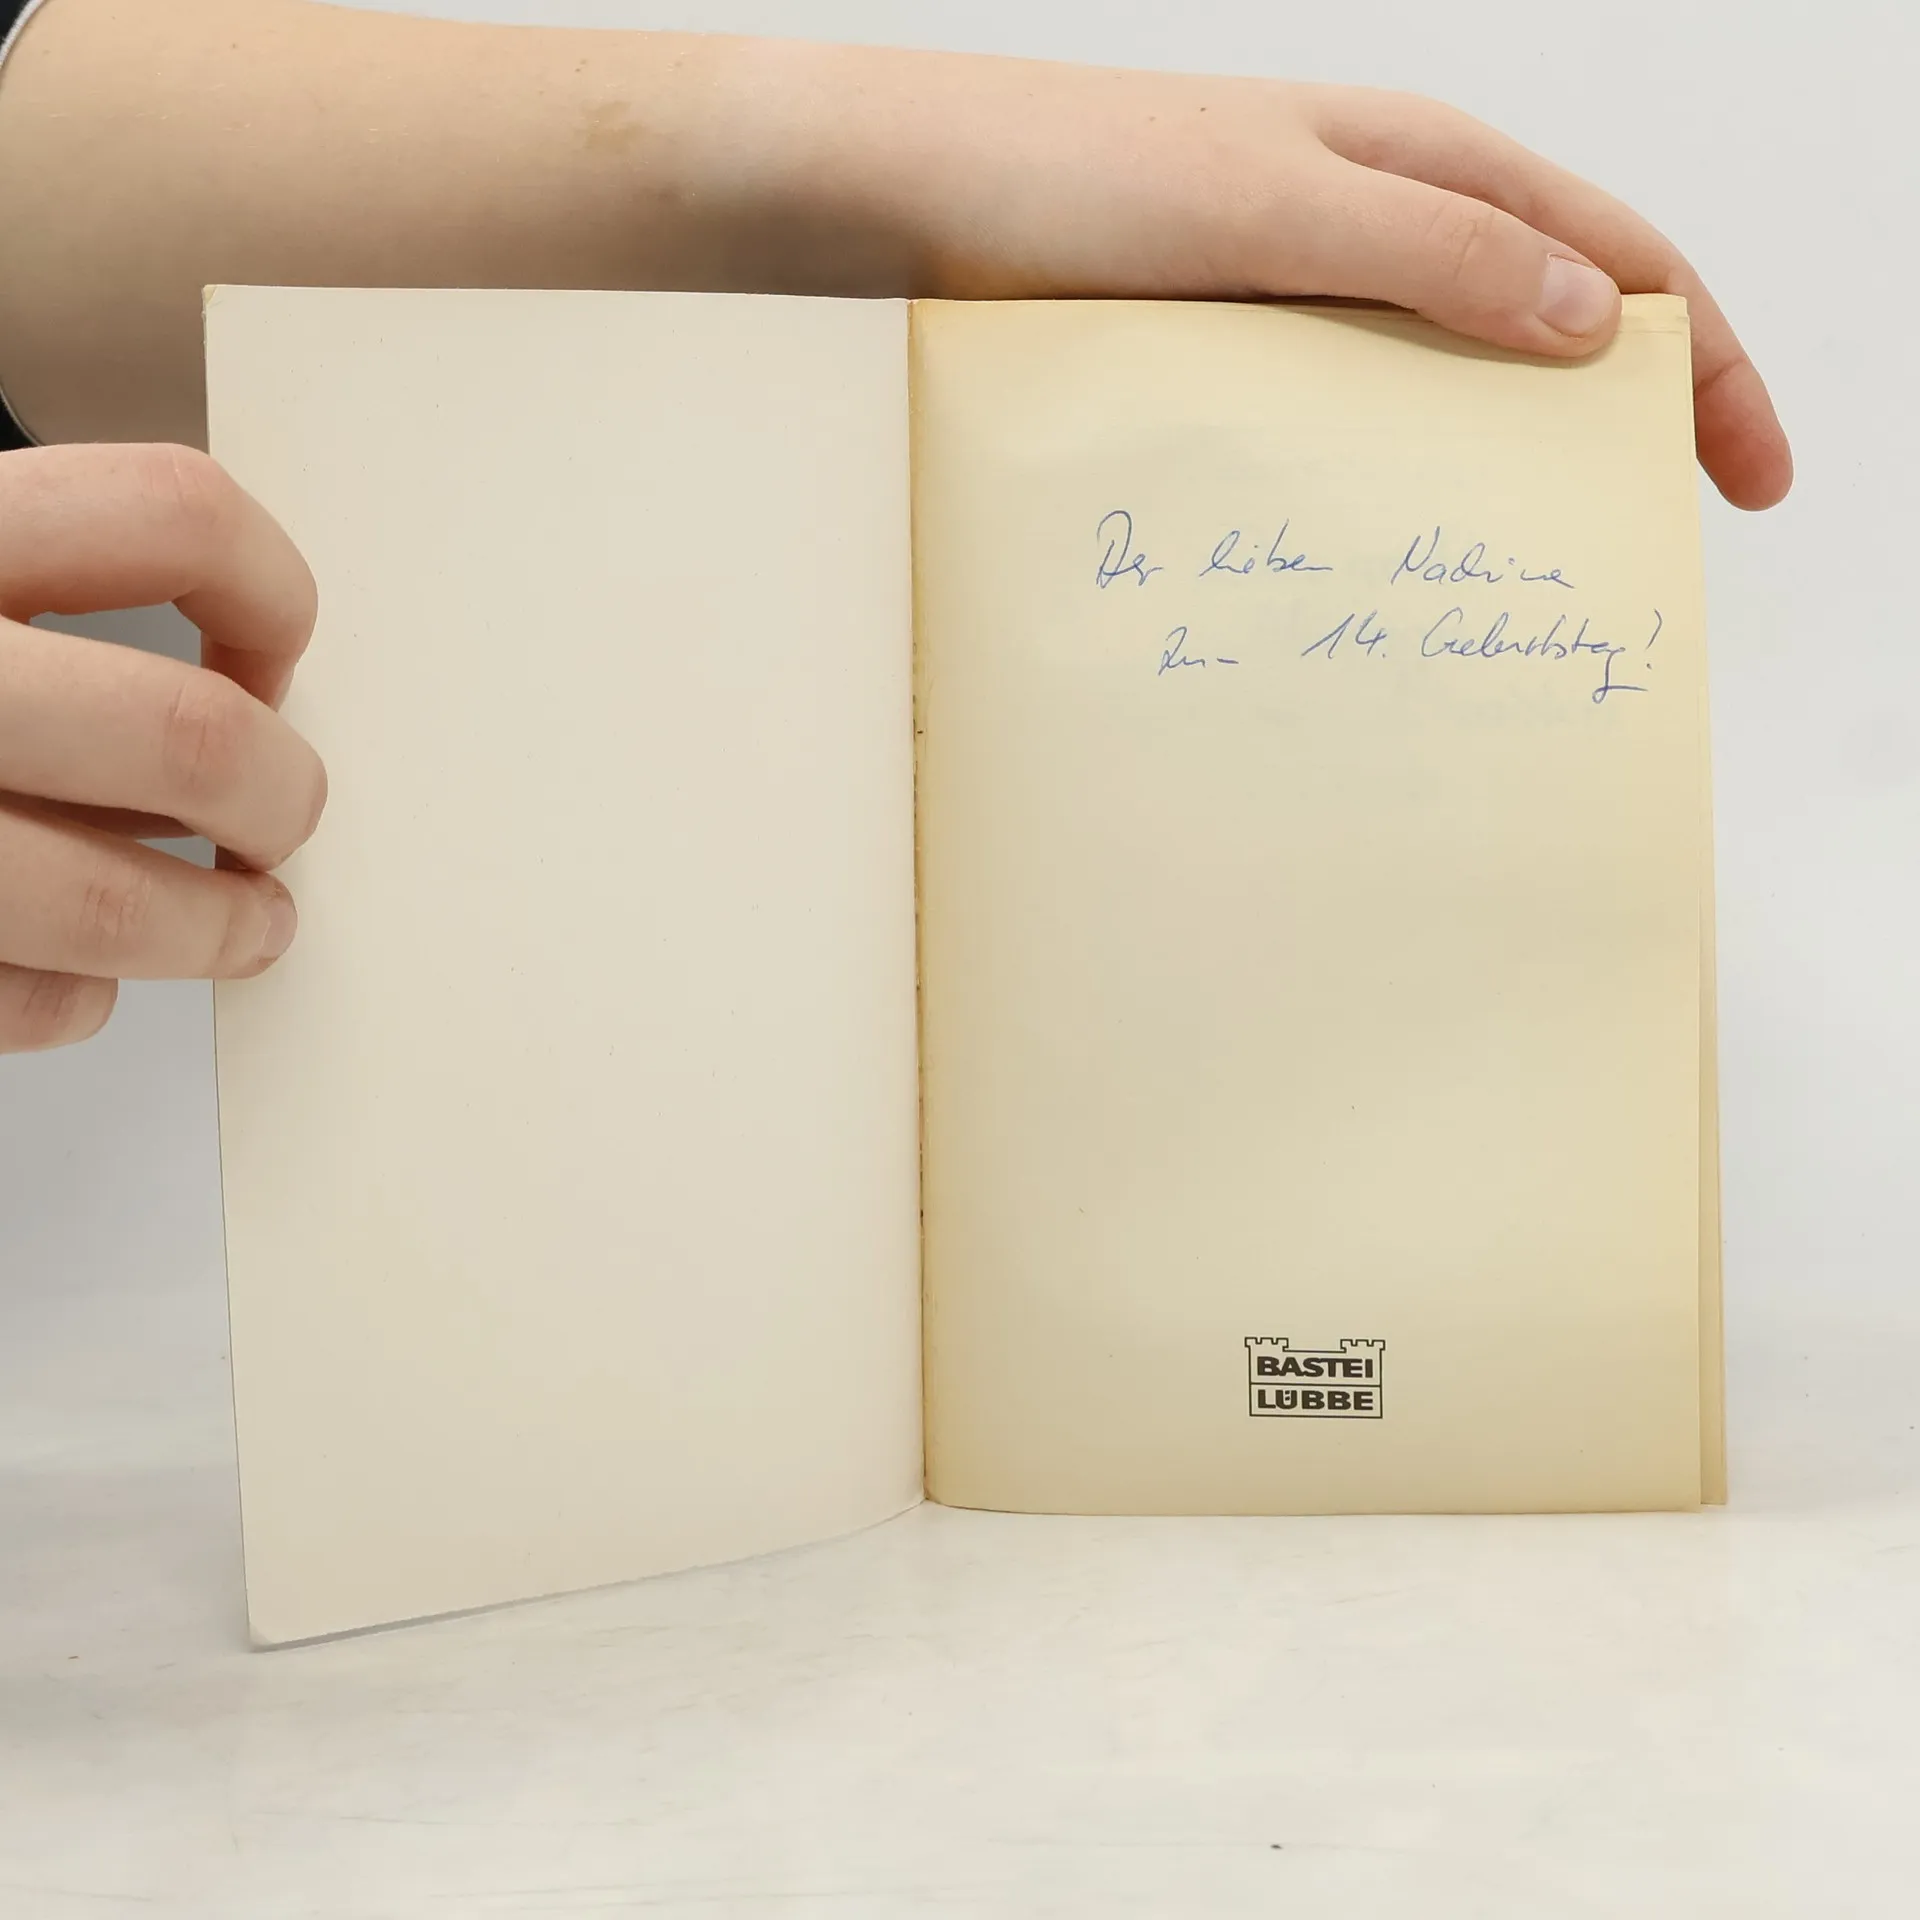 Der lieben Nadine
zum 14. Geburtstag!
BASTEI
LÜBBE